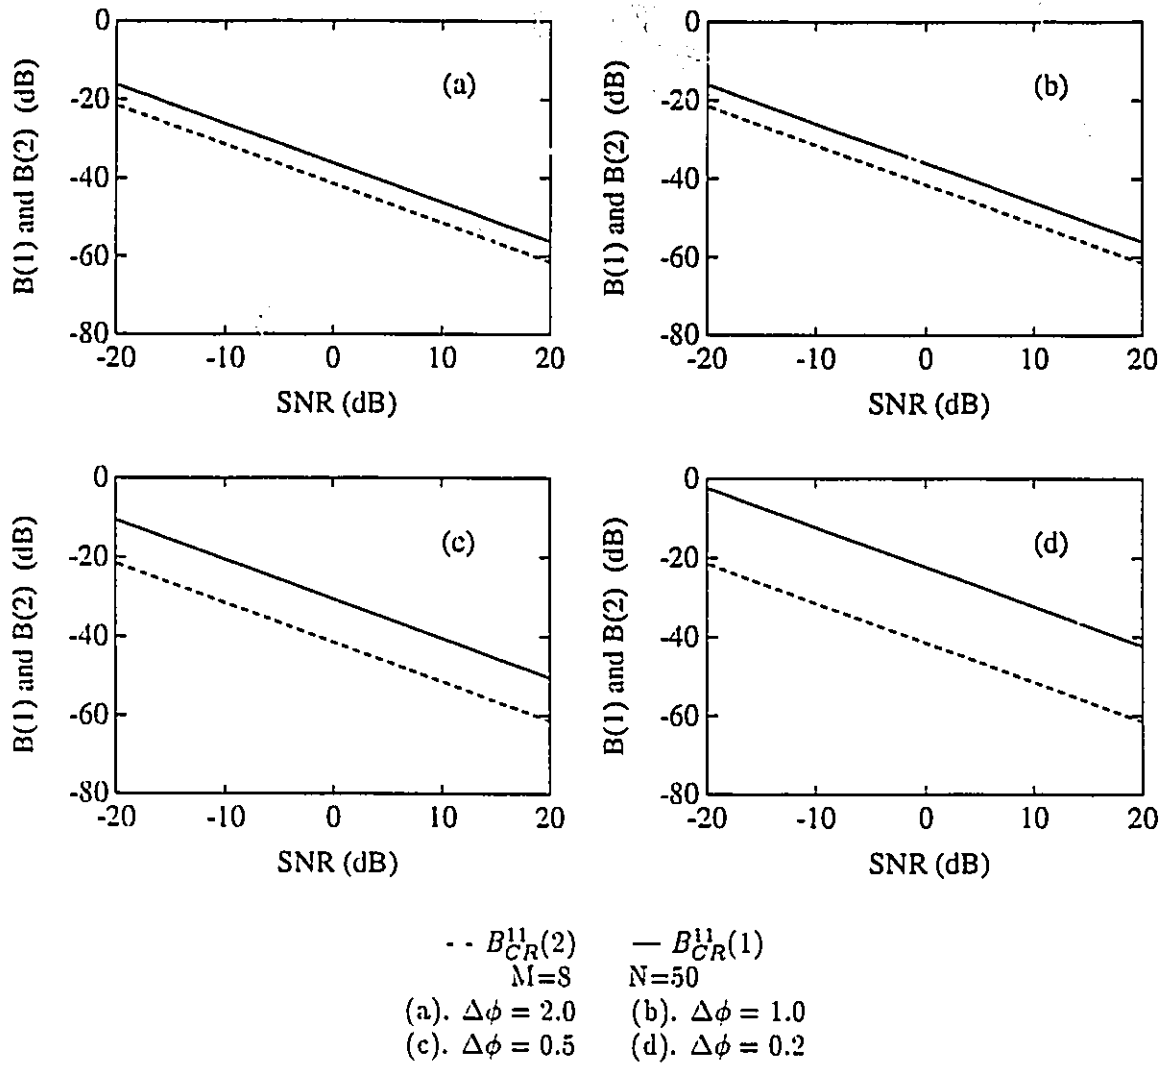 0
-20
-40
-60
-80
-20 -10 0 10 20
SNR (dB)
B(1) and B(2) (dB)
(a)
0
-20
-40
-60
-80
-20 -10 0 10 20
SNR (dB)
B(1) and B(2) (dB)
(b)
0
-20
-40
-60
-80
-20 -10 0 10 20
SNR (dB)
B(1) and B(2) (dB)
(c)
0
-20
-40
-60
-80
-20 -10 0 10 20
SNR (dB)
B(1) and B(2) (dB)
(d)
-- $B_{CR}^{11}(2)$ — $B_{CR}^{11}(1)$
M=8 N=50
(a). Δϕ = 2.0 (b). Δϕ = 1.0
(c). Δϕ = 0.5 (d). Δϕ = 0.2